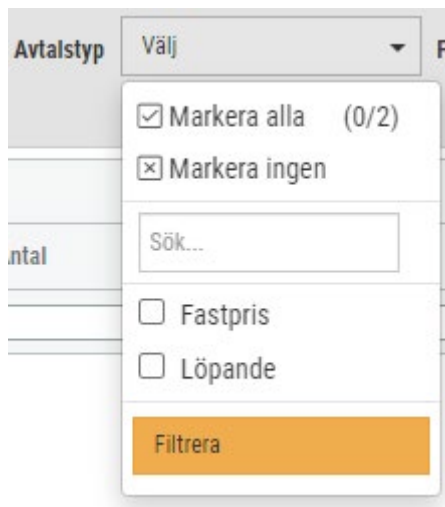 Avtalstyp Välj
Markera alla (0/2)
Markera ingen
Sök...
Fastpris
Löpande
Filtrera